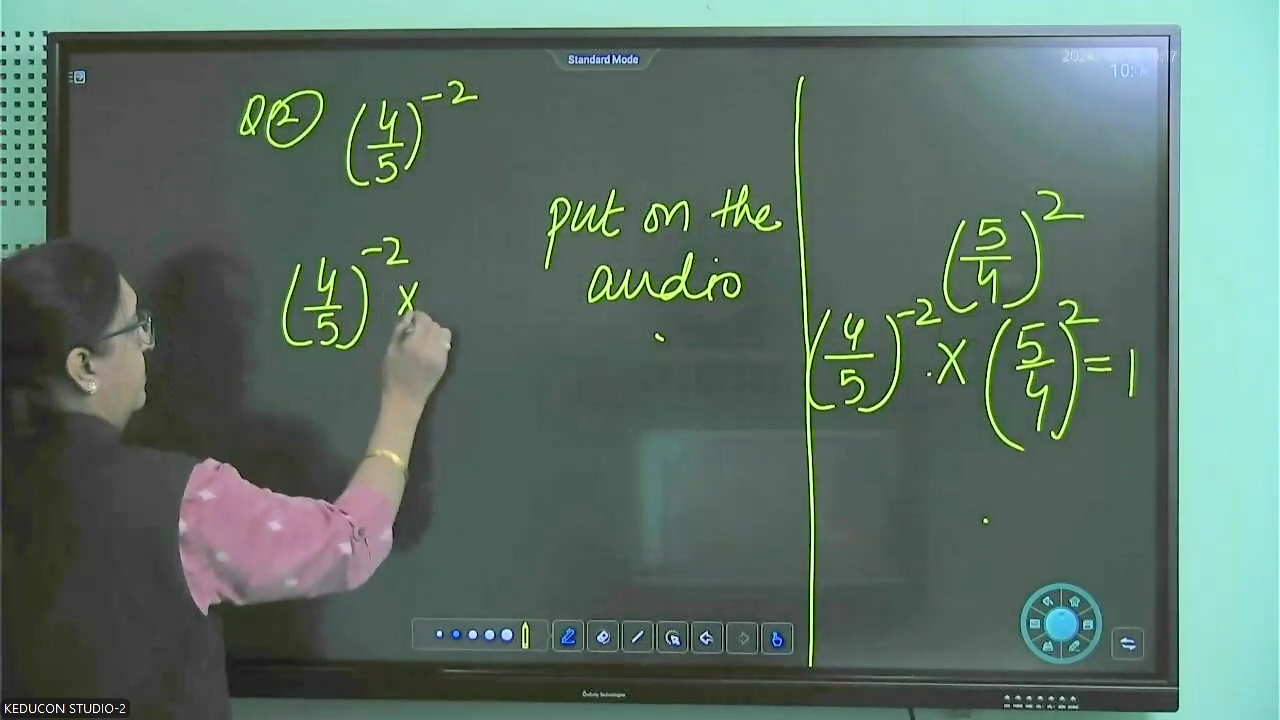 Standard Mode
10:
Q② (4/5)^-2
(4/5)^-2 ×
put on the
audio
(5/4)^2
(4/5)^-2 . × (5/4)^2 = 1
KEDUCON STUDIO-2